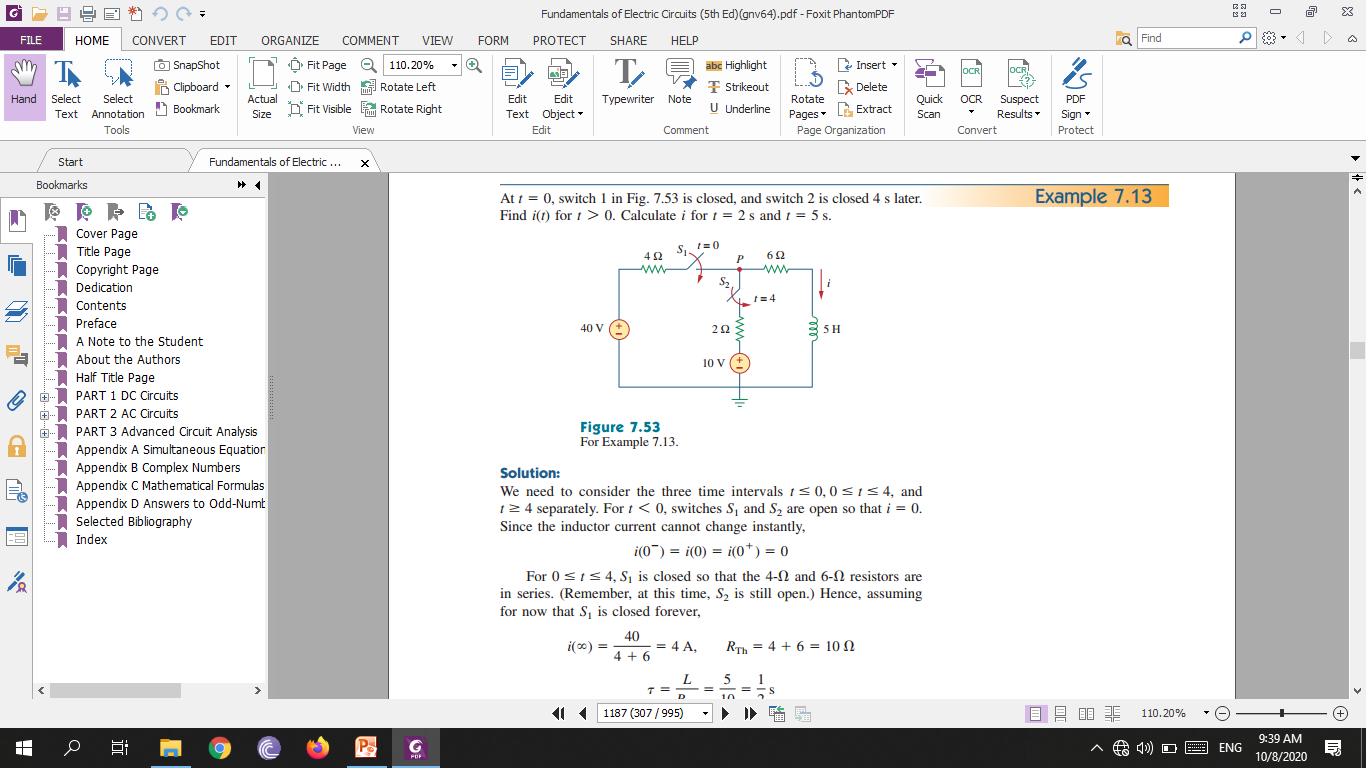 Fundamentals of Electric Circuits (5th Ed)(gnv64).pdf - Foxit PhantomPDF
FILE HOME CONVERT EDIT ORGANIZE COMMENT VIEW FORM PROTECT SHARE HELP Find
Hand
Select Text
Select Annotation
SnapShot
Clipboard
Bookmark
Tools
Actual Size
Fit Page
Fit Width
Fit Visible
110.20%
Rotate Left
Rotate Right
View
Edit Text
Edit Object
Edit
Typewriter
Note
abc Highlight
Strikeout
U Underline
Comment
Rotate Pages
Insert
Delete
Extract
Page Organization
Quick Scan
OCR
OCR
OCR
Suspect Results
Convert
PDF Sign
Protect
Start
Fundamentals of Electric ... x
Bookmarks
Cover Page
Title Page
Copyright Page
Dedication
Contents
Preface
A Note to the Student
About the Authors
Half Title Page
PART 1 DC Circuits
PART 2 AC Circuits
PART 3 Advanced Circuit Analysis
Appendix A Simultaneous Equation
Appendix B Complex Numbers
Appendix C Mathematical Formulas
Appendix D Answers to Odd-Numb
Selected Bibliography
Index
Example 7.13
At t = 0, switch 1 in Fig. 7.53 is closed, and switch 2 is closed 4 s later.
Find i(t) for t > 0. Calculate i for t = 2 s and t = 5 s.
4 Ω S₁ t = 0 P 6 Ω
S₂ t = 4 i
40 V 2 Ω 5 H
10 V
Figure 7.53
For Example 7.13.
Solution:
We need to consider the three time intervals t ≤ 0, 0 ≤ t ≤ 4, and
t ≥ 4 separately. For t < 0, switches S₁ and S₂ are open so that i = 0.
Since the inductor current cannot change instantly,
i(0⁻) = i(0) = i(0⁺) = 0
For 0 ≤ t ≤ 4, S₁ is closed so that the 4-Ω and 6-Ω resistors are
in series. (Remember, at this time, S₂ is still open.) Hence, assuming
for now that S₁ is closed forever,
i(∞) = 40 / (4 + 6) = 4 A, R_Th = 4 + 6 = 10 Ω
τ = L / R = 5 / 10 = 1 / 2 s
1187 (307 / 995)
110.20%
ENG
9:39 AM
10/8/2020